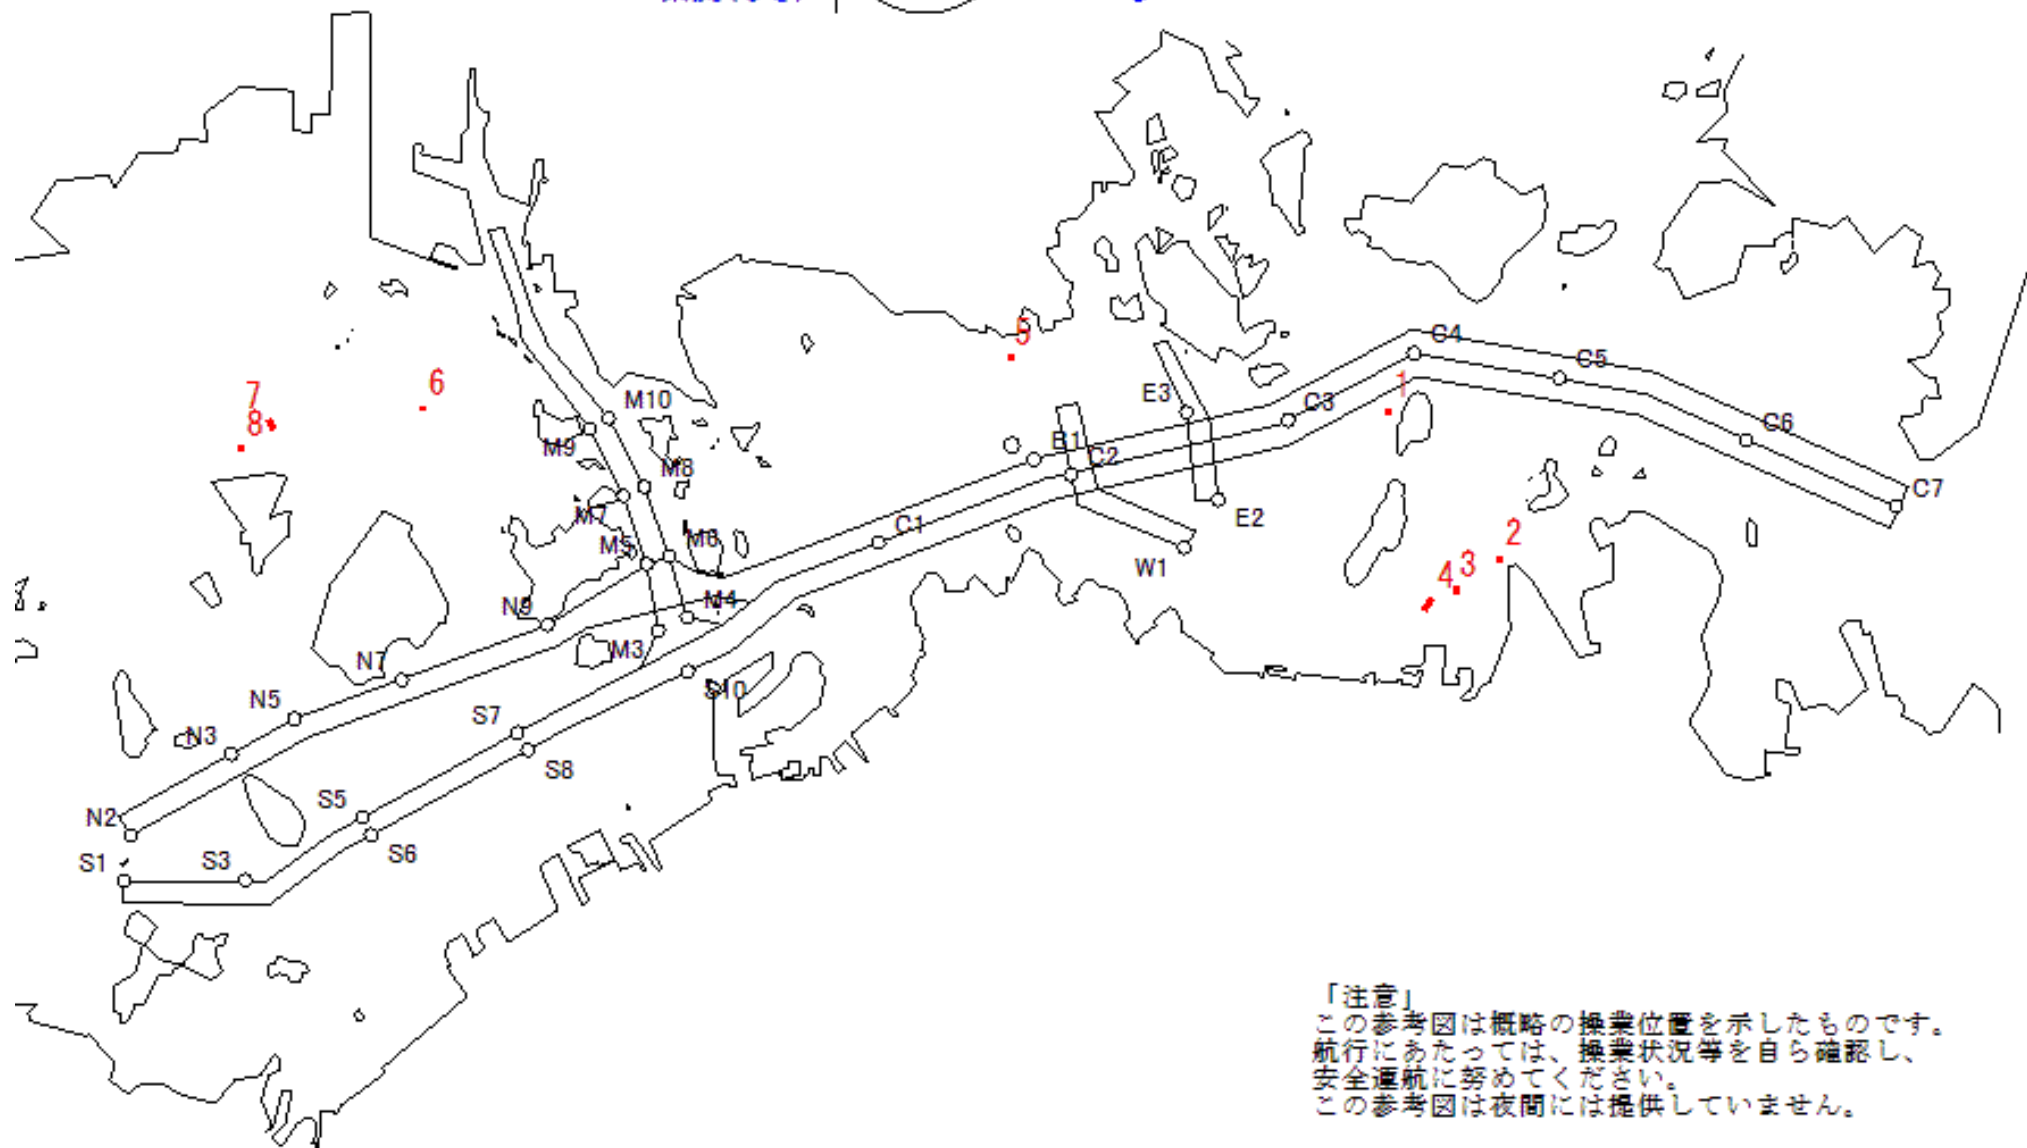 5
C4
C5
1
6
7
8
E3
M10
C3
C6
M9
B1
C2
M8
C7
M7
E2
C1
M5
M6
2
W1
3
4
N9
M4
M3
N7
S10
N5
S7
N3
S8
S5
N2
S6
S1
S3
「注意」
この参考図は概略の操業位置を示したものです。
航行にあたっては、操業状況等を自ら確認し、
安全運航に努めてください。
この参考図は夜間には提供していません。